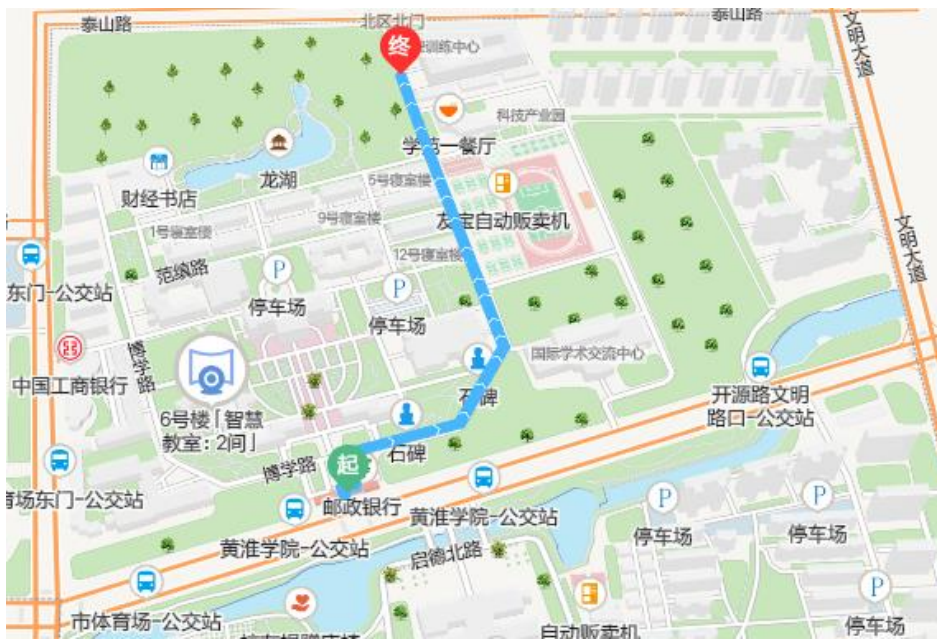 泰山路
北区北门
泰山路
文明大道
终
训练中心
科技产业园
学苑一餐厅
龙湖
财经书店
5号寝室楼
友宝自动贩卖机
9号寝室楼
1号寝室楼
文明大道
12号寝室楼
范缜路
P
P
东门-公交站
停车场
停车场
博学路
国际学术交流中心
中国工商银行
石碑
开源路文明
路口-公交站
6号楼「智慧
教室：2间」
石碑
博学路
起
育场东门-公交站
邮政银行
黄淮学院-公交站
P
P
停车场
停车场
黄淮学院-公交站
启德北路
P
市体育场-公交站
停车场
自动贩卖机